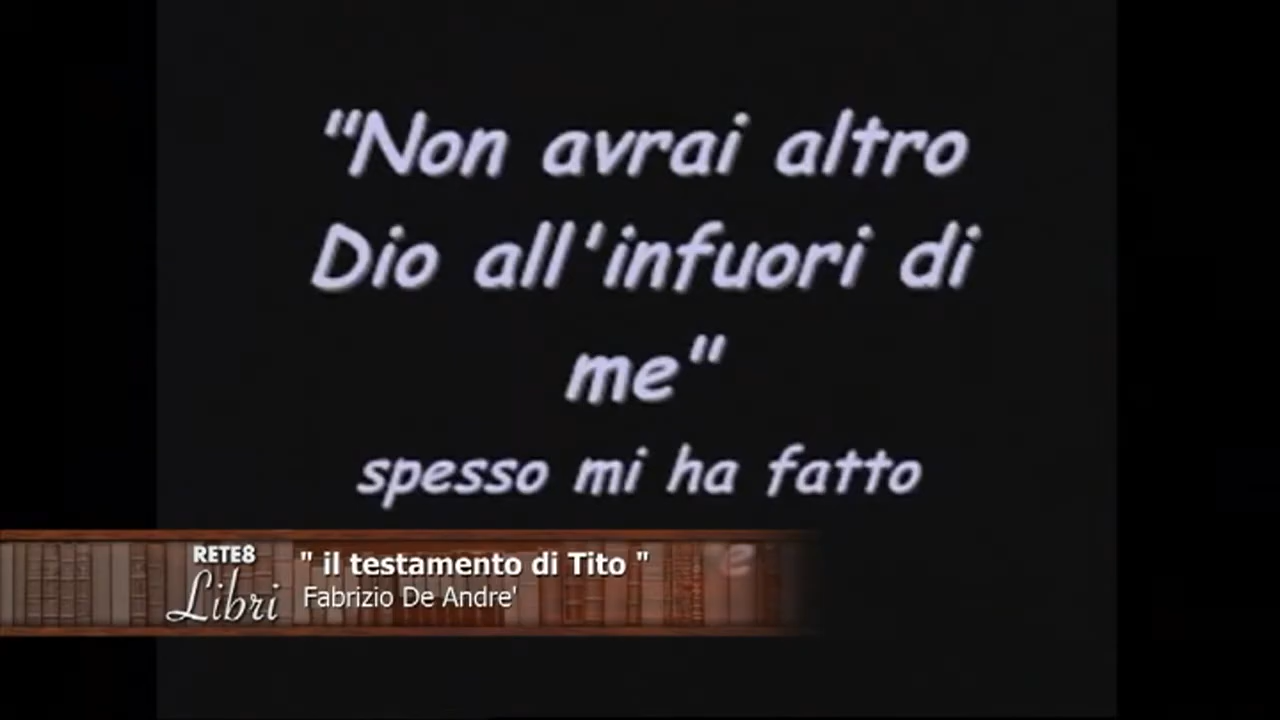 "Non avrai altro
Dio all'infuori di
me"
spesso mi ha fatto
RETE8
Libri
" il testamento di Tito "
Fabrizio De Andre'